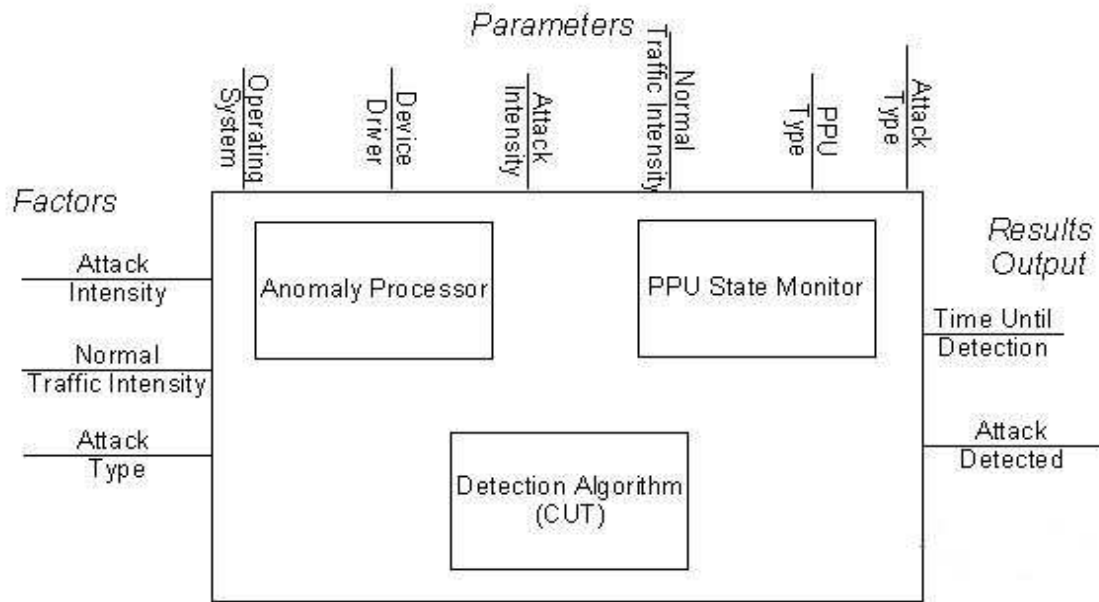 Parameters
Operating
System
Device
Driver
Attack
Intensity
Normal
Traffic Intensity
PPU
Type
Attack
Type
Factors
Attack
Intensity
Normal
Traffic Intensity
Attack
Type
Anomaly Processor
PPU State Monitor
Detection Algorithm
(CUT)
Results
Output
Time Until
Detection
Attack
Detected